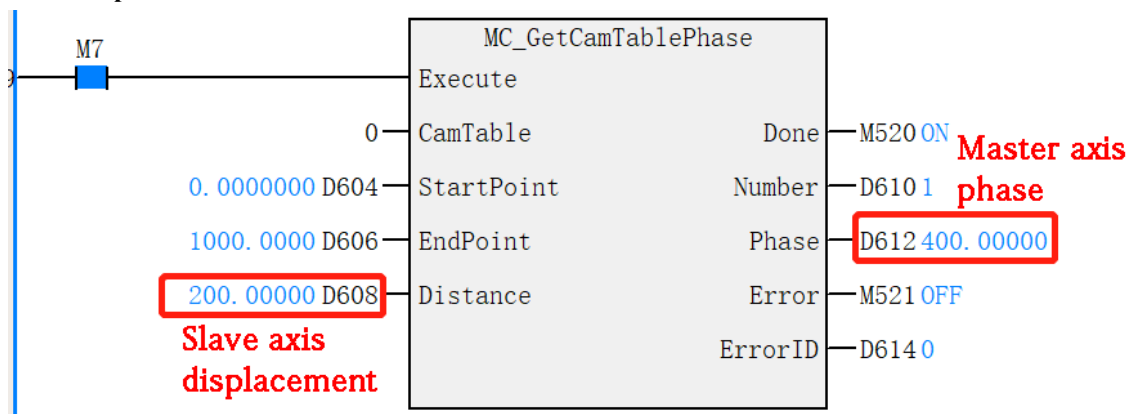 M7
MC_GetCamTablePhase
Execute
0 CamTable Done M520 ON
Master axis
phase
0.0000000 D604 StartPoint Number D610 1
1000.0000 D606 EndPoint Phase D612 400.00000
200.00000 D608 Distance Error M521 OFF
Slave axis
displacement
ErrorID D614 0